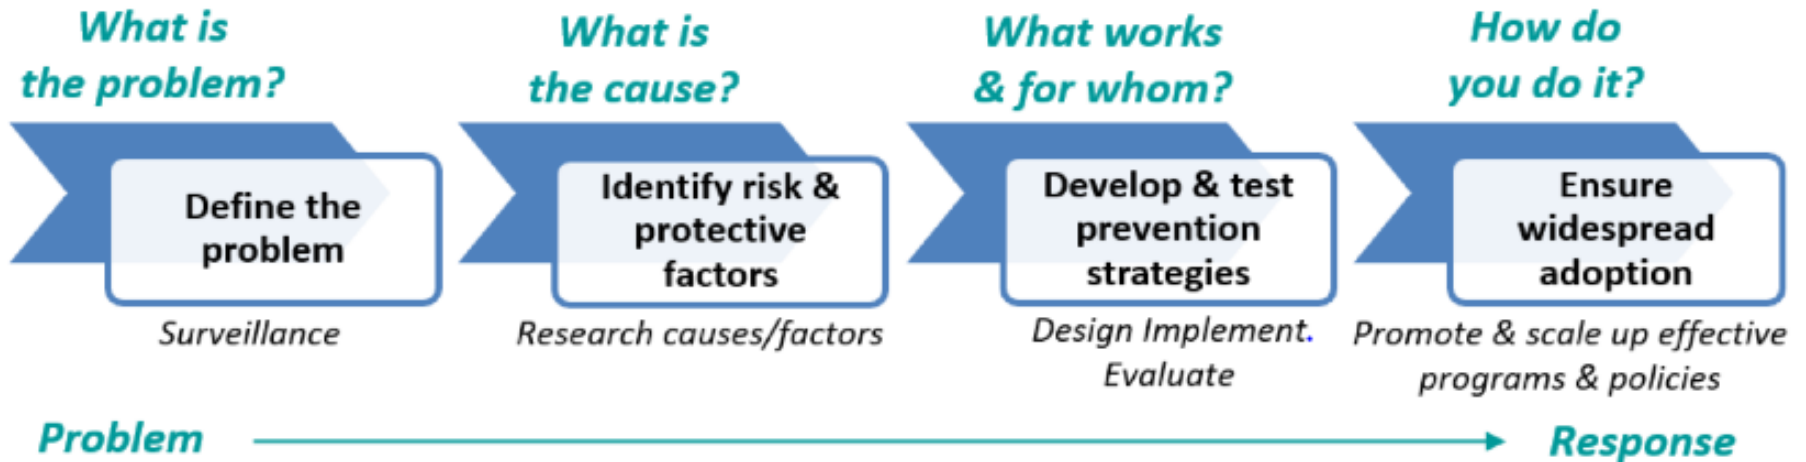 What is
the problem?
What is
the cause?
What works
& for whom?
How do
you do it?
Define the
problem
Identify risk &
protective
factors
Develop & test
prevention
strategies
Ensure
widespread
adoption
Surveillance
Research causes/factors
Design Implement.
Evaluate
Promote & scale up effective
programs & policies
Problem
Response